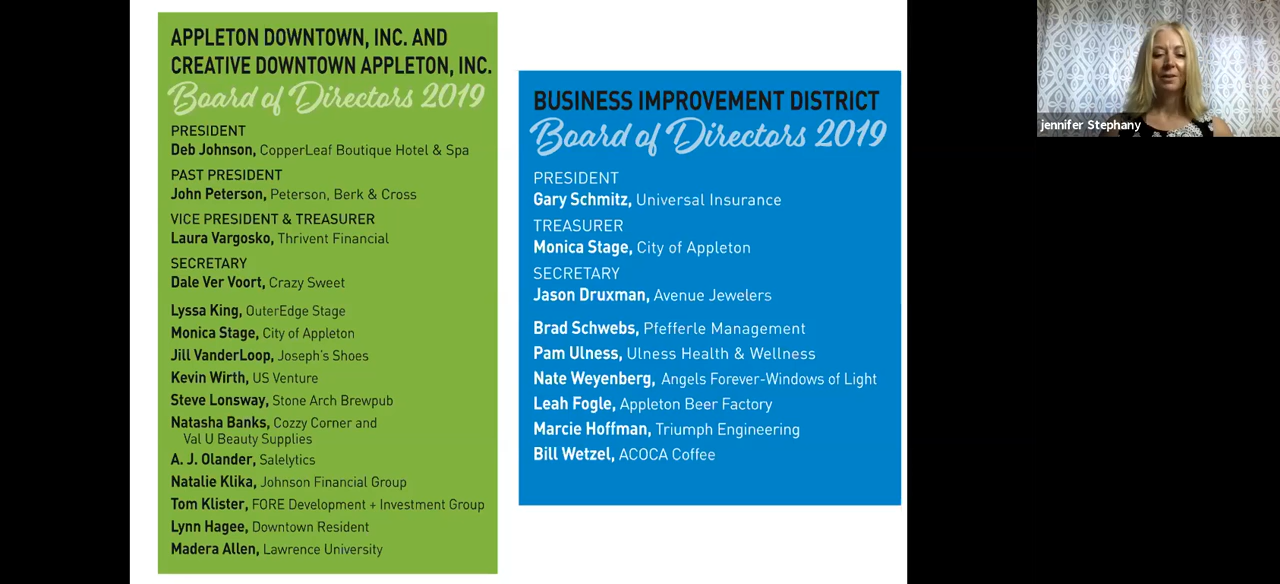 APPLETON DOWNTOWN, INC. AND
CREATIVE DOWNTOWN APPLETON, INC.
Board of Directors 2019
PRESIDENT
Deb Johnson, CopperLeaf Boutique Hotel & Spa
PAST PRESIDENT
John Peterson, Peterson, Berk & Cross
VICE PRESIDENT & TREASURER
Laura Vargosko, Thrivent Financial
SECRETARY
Dale Ver Voort, Crazy Sweet
Lyssa King, OuterEdge Stage
Monica Stage, City of Appleton
Jill VanderLoop, Joseph's Shoes
Kevin Wirth, US Venture
Steve Lonsway, Stone Arch Brewpub
Natasha Banks, Cozzy Corner and
Val U Beauty Supplies
A. J. Olander, Salelytics
Natalie Klika, Johnson Financial Group
Tom Klister, FORE Development + Investment Group
Lynn Hagee, Downtown Resident
Madera Allen, Lawrence University
BUSINESS IMPROVEMENT DISTRICT
Board of Directors 2019
PRESIDENT
Gary Schmitz, Universal Insurance
TREASURER
Monica Stage, City of Appleton
SECRETARY
Jason Druxman, Avenue Jewelers
Brad Schwebs, Pfefferle Management
Pam Ulness, Ulness Health & Wellness
Nate Weyenberg, Angels Forever-Windows of Light
Leah Fogle, Appleton Beer Factory
Marcie Hoffman, Triumph Engineering
Bill Wetzel, ACOCA Coffee
jennifer Stephany